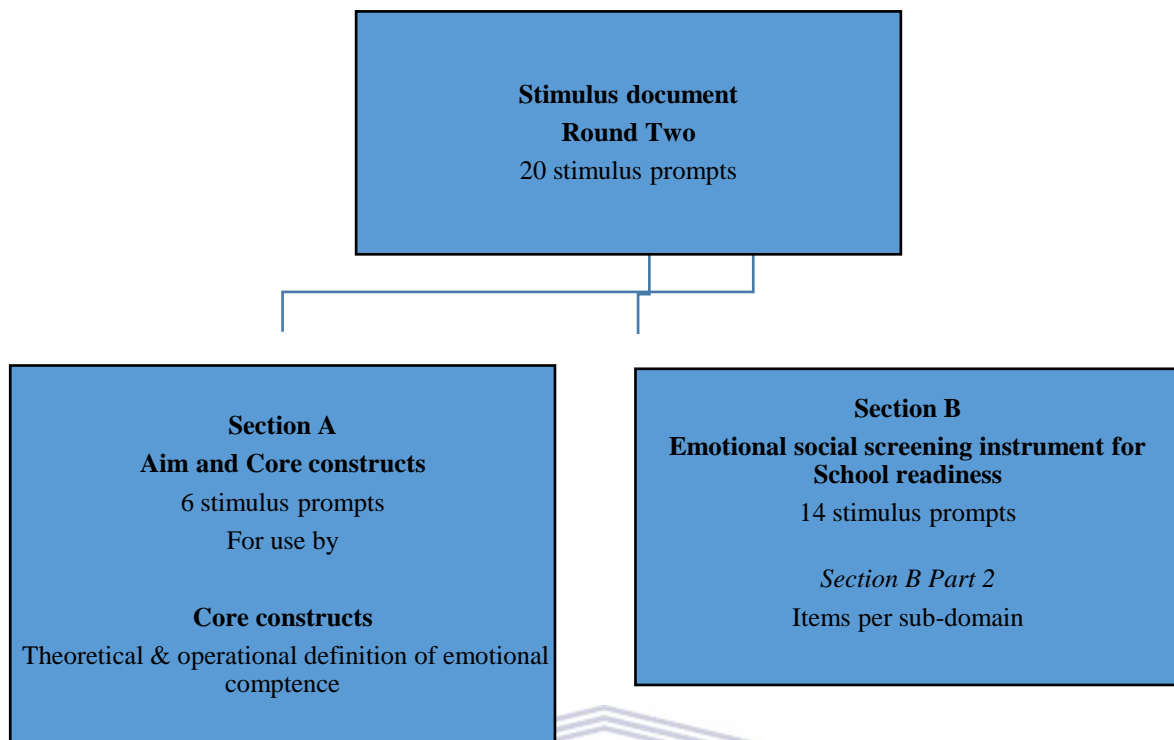 Stimulus document
Round Two
20 stimulus prompts
Section A
Aim and Core constructs
6 stimulus prompts
For use by
Core constructs
Theoretical & operational definition of emotional
comptence
Section B
Emotional social screening instrument for
School readiness
14 stimulus prompts
Section B Part 2
Items per sub-domain